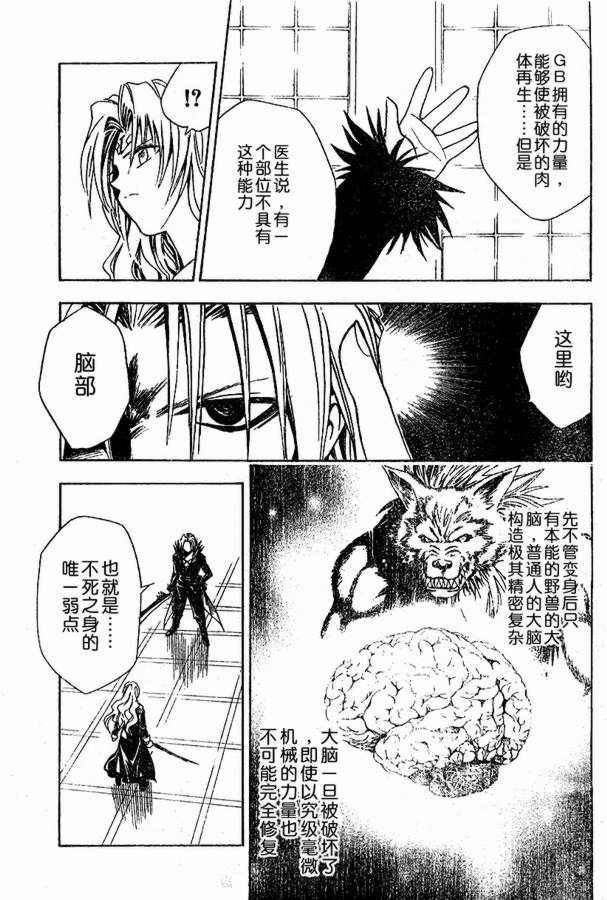 GB拥有的力量，
能够使被破坏的肉
体再生……但是
医生说，有一
个部位不具有
这种能力
!?
这里哟
脑部
先不管变身后只
有本能的野兽的大
脑，普通人的大脑
构造极其精密复杂
大脑一旦被破坏了
，即使以究级毫微
机械的力量也
不可能完全修复
也就是……
不死之身的
唯一弱点